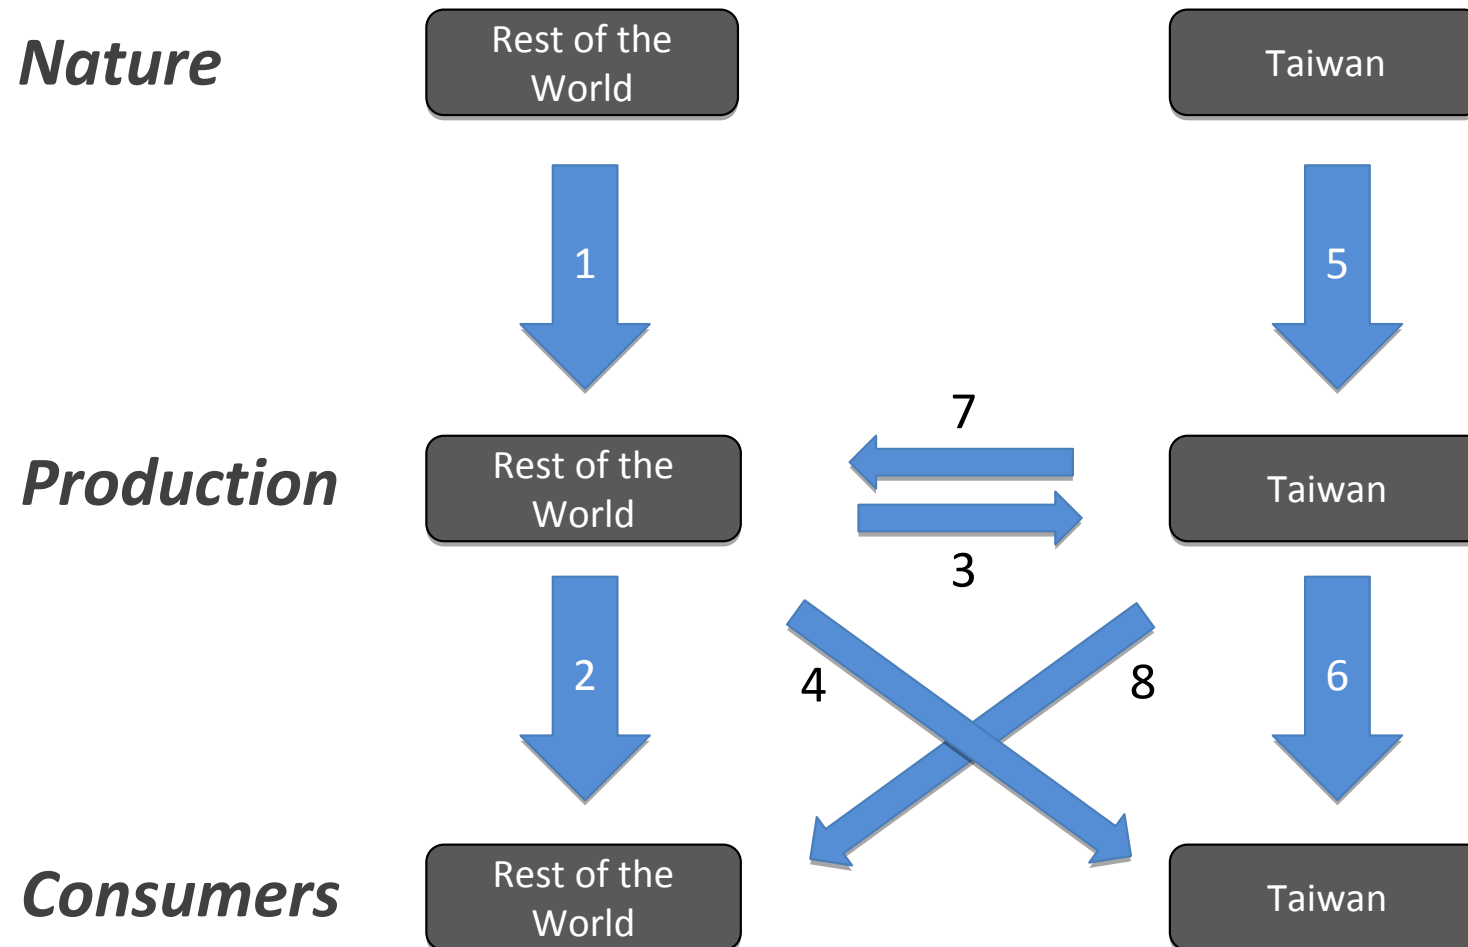 Nature
Rest of the
World
Taiwan
1
5
7
Production
Rest of the
World
Taiwan
3
2
4
8
6
Consumers
Rest of the
World
Taiwan